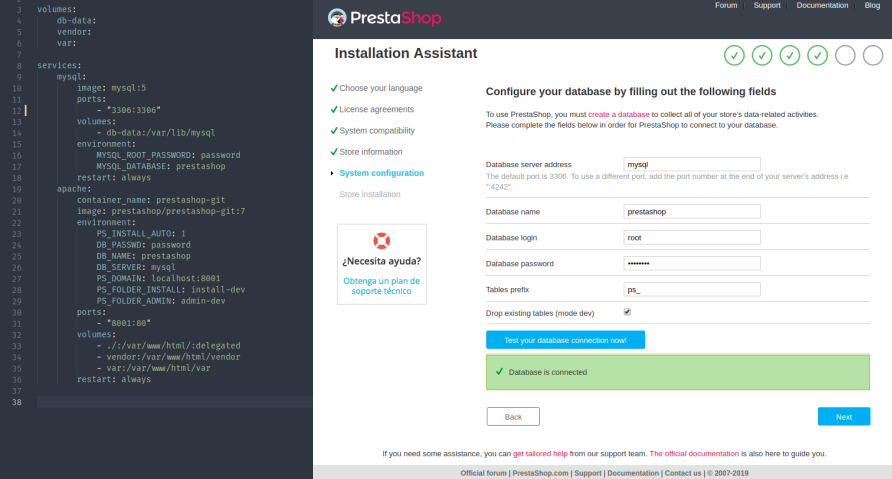 3 volumes:
4 db-data:
5 vendor:
6 var:
7
8 services:
9 mysql:
10 image: mysql:5
11 ports:
12 - "3306:3306"
13 volumes:
14 - db-data:/var/lib/mysql
15 environment:
16 MYSQL_ROOT_PASSWORD: password
17 MYSQL_DATABASE: prestashop
18 restart: always
19 apache:
20 container_name: prestashop-git
21 image: prestashop/prestashop-git:7
22 environment:
23 PS_INSTALL_AUTO: 1
24 DB_PASSWD: password
25 DB_NAME: prestashop
26 DB_SERVER: mysql
27 PS_DOMAIN: localhost:8001
28 PS_FOLDER_INSTALL: install-dev
29 PS_FOLDER_ADMIN: admin-dev
30 ports:
31 - "8001:80"
32 volumes:
33 - ./:/var/www/html/:delegated
34 - vendor:/var/www/html/vendor
35 - var:/var/www/html/var
36 restart: always
37
38
Forum Support Documentation Blog
PrestaShop
Installation Assistant
Choose your language
License agreements
System compatibility
Store information
System configuration
Store installation
¿Necesita ayuda?
Obtenga un plan de
soporte técnico
Configure your database by filling out the following fields
To use PrestaShop, you must create a database to collect all of your store's data-related activities.
Please complete the fields below in order for PrestaShop to connect to your database.
Database server address mysql
The default port is 3306. To use a different port, add the port number at the end of your server's address i.e
":4242".
Database name prestashop
Database login root
Database password ••••••••
Tables prefix ps_
Drop existing tables (mode dev)
Test your database connection now!
Database is connected
Back Next
If you need some assistance, you can get tailored help from our support team. The official documentation is also here to guide you.
Official forum | PrestaShop.com | Support | Documentation | Contact us | © 2007-2019